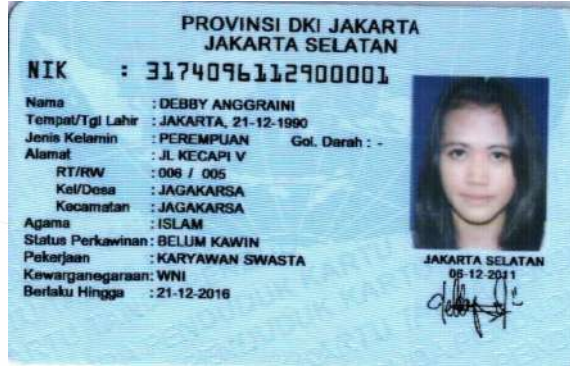 PROVINSI DKI JAKARTA
JAKARTA SELATAN
NIK : 3174096112900001
Nama : DEBBY ANGGRAINI
Tempat/Tgl Lahir : JAKARTA, 21-12-1990
Jenis Kelamin : PEREMPUAN Gol. Darah : -
Alamat : JL KECAPI V
RT/RW : 006 / 005
Kel/Desa : JAGAKARSA
Kecamatan : JAGAKARSA
Agama : ISLAM
Status Perkawinan : BELUM KAWIN
Pekerjaan : KARYAWAN SWASTA
Kewarganegaraan: WNI
Berlaku Hingga : 21-12-2016
JAKARTA SELATAN
06-12-2011